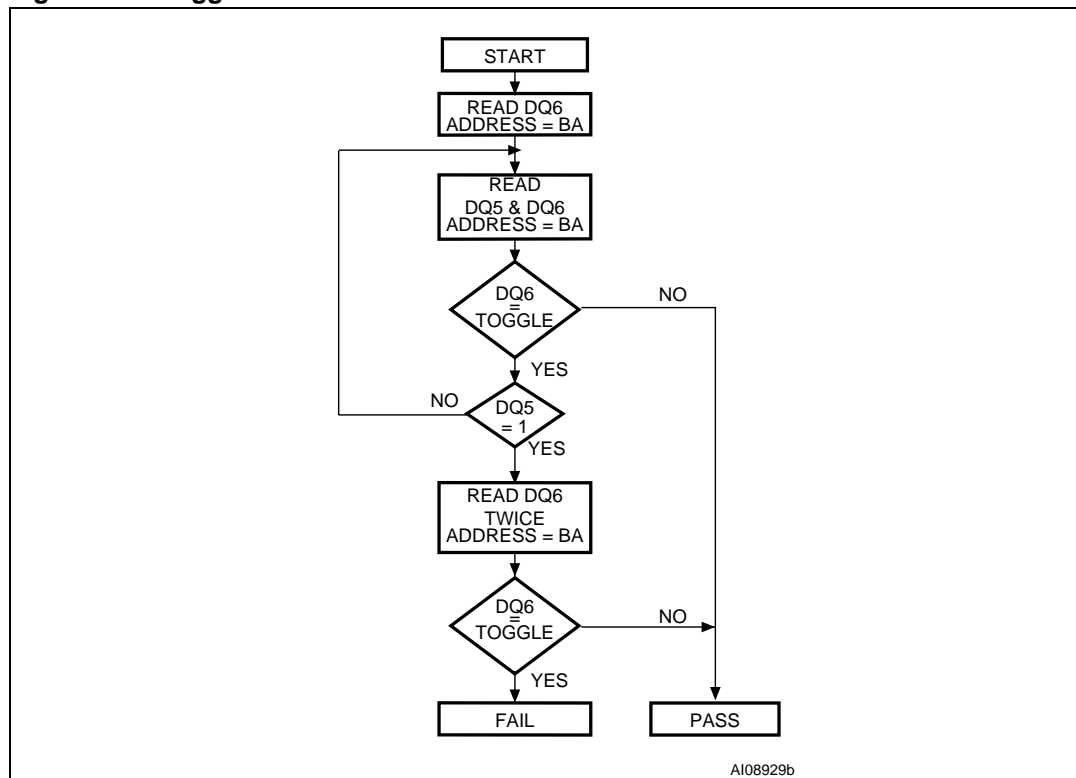 START
READ DQ6
ADDRESS = BA
READ
DQ5 & DQ6
ADDRESS = BA
DQ6
=
TOGGLE
NO
YES
NO
DQ5
= 1
YES
READ DQ6
TWICE
ADDRESS = BA
DQ6
=
TOGGLE
NO
YES
FAIL
PASS
AI08929b